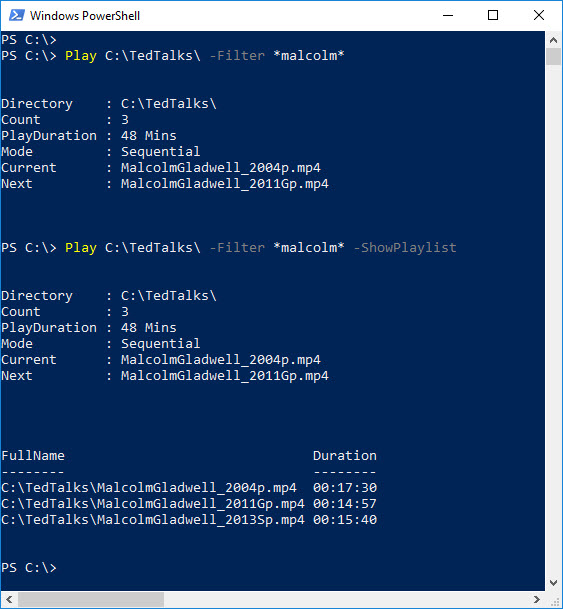 Windows PowerShell
PS C:\>
PS C:\> Play C:\TedTalks\ -Filter *malcolm*
Directory    : C:\TedTalks\
Count        : 3
PlayDuration : 48 Mins
Mode         : Sequential
Current      : MalcolmGladwell_2004p.mp4
Next         : MalcolmGladwell_2011Gp.mp4
PS C:\> Play C:\TedTalks\ -Filter *malcolm* -ShowPlaylist
Directory    : C:\TedTalks\
Count        : 3
PlayDuration : 48 Mins
Mode         : Sequential
Current      : MalcolmGladwell_2004p.mp4
Next         : MalcolmGladwell_2011Gp.mp4
FullName                               Duration
--------                               --------
C:\TedTalks\MalcolmGladwell_2004p.mp4  00:17:30
C:\TedTalks\MalcolmGladwell_2011Gp.mp4 00:14:57
C:\TedTalks\MalcolmGladwell_2013Sp.mp4 00:15:40
PS C:\>